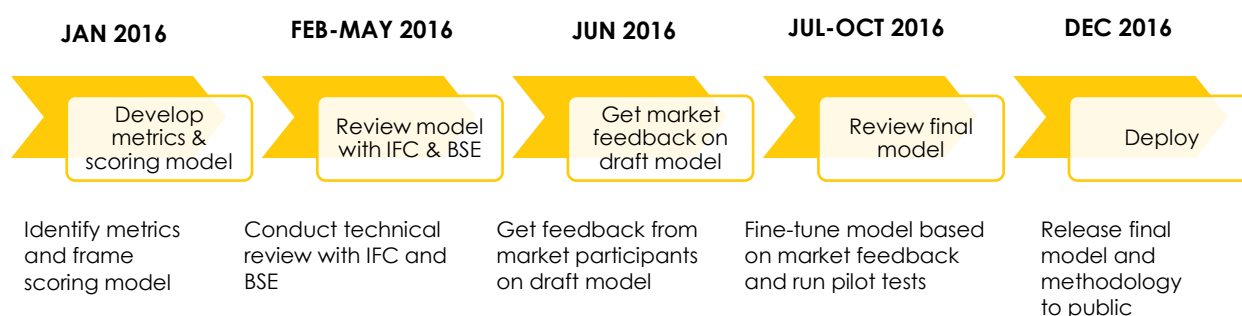 JAN 2016
FEB-MAY 2016
JUN 2016
JUL-OCT 2016
DEC 2016
Develop
metrics &
scoring model
Review model
with IFC & BSE
Get market
feedback on
draft model
Review final
model
Deploy
Identify metrics
and frame
scoring model
Conduct technical
review with IFC and
BSE
Get feedback from
market participants
on draft model
Fine-tune model based
on market feedback
and run pilot tests
Release final
model and
methodology
to public